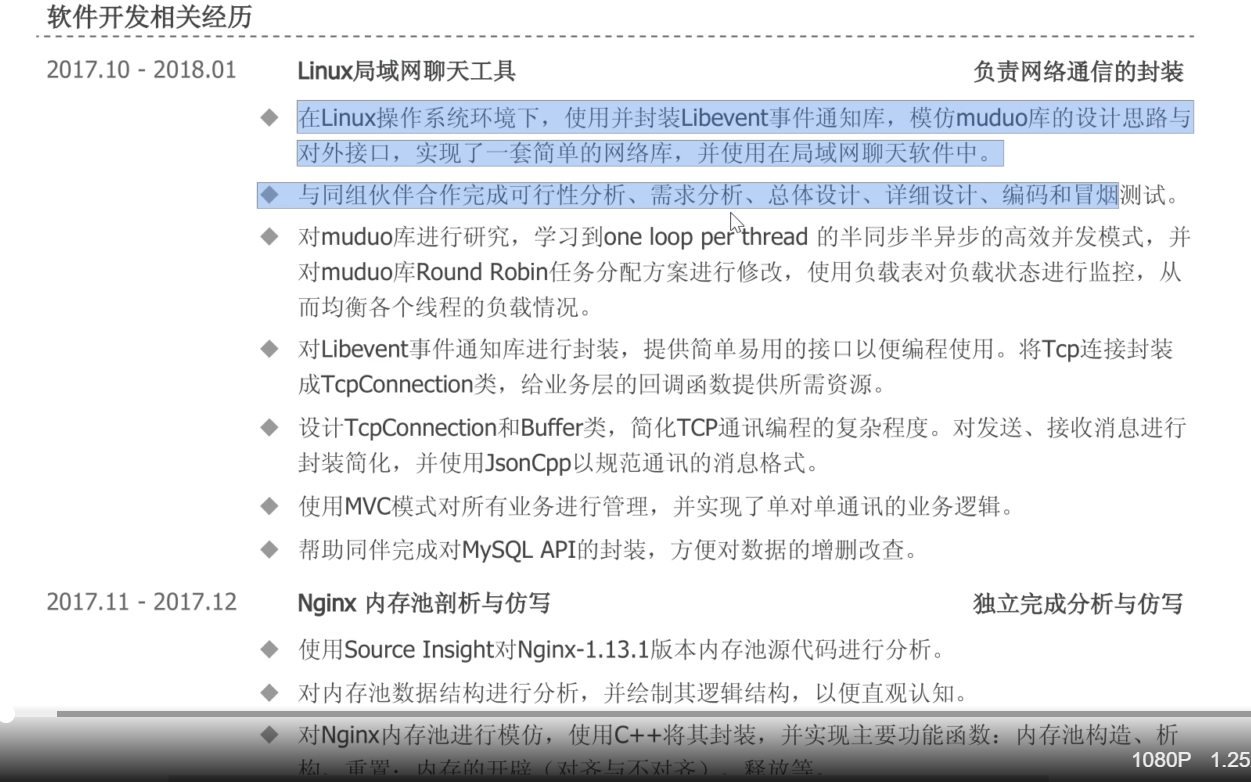 软件开发相关经历
2017.10 - 2018.01 Linux局域网聊天工具 负责网络通信的封装
◆ 在Linux操作系统环境下，使用并封装Libevent事件通知库，模仿muduo库的设计思路与
对外接口，实现了一套简单的网络库，并使用在局域网聊天软件中。
◆ 与同组伙伴合作完成可行性分析、需求分析、总体设计、详细设计、编码和冒烟测试。
◆ 对muduo库进行研究，学习到one loop per thread 的半同步半异步的高效并发模式，并
对muduo库Round Robin任务分配方案进行修改，使用负载表对负载状态进行监控，从
而均衡各个线程的负载情况。
◆ 对Libevent事件通知库进行封装，提供简单易用的接口以便编程使用。将Tcp连接封装
成TcpConnection类，给业务层的回调函数提供所需资源。
◆ 设计TcpConnection和Buffer类，简化TCP通讯编程的复杂程度。对发送、接收消息进行
封装简化，并使用JsonCpp以规范通讯的消息格式。
◆ 使用MVC模式对所有业务进行管理，并实现了单对单通讯的业务逻辑。
◆ 帮助同伴完成对MySQL API的封装，方便对数据的增删改查。
2017.11 - 2017.12 Nginx 内存池剖析与仿写 独立完成分析与仿写
◆ 使用Source Insight对Nginx-1.13.1版本内存池源代码进行分析。
◆ 对内存池数据结构进行分析，并绘制其逻辑结构，以便直观认知。
◆ 对Nginx内存池进行模仿，使用C++将其封装，并实现主要功能函数：内存池构造、析
构、重置；内存的开辟（对齐与不对齐）、释放等。
1080P 1.25